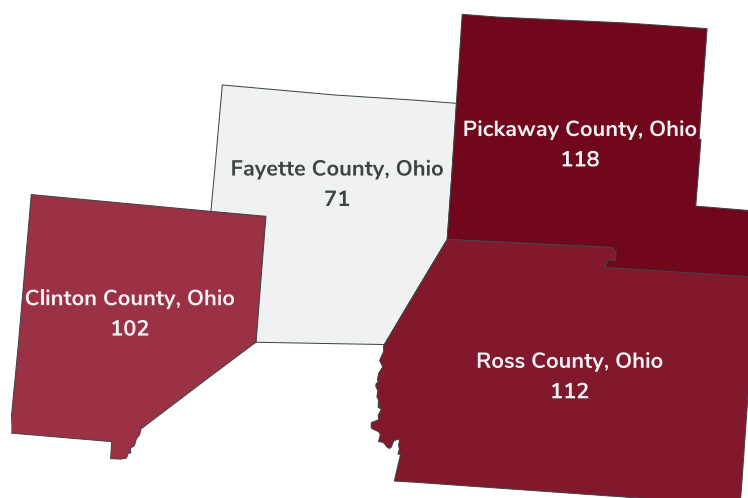 Pickaway County, Ohio
118
Fayette County, Ohio
71
Clinton County, Ohio
102
Ross County, Ohio
112